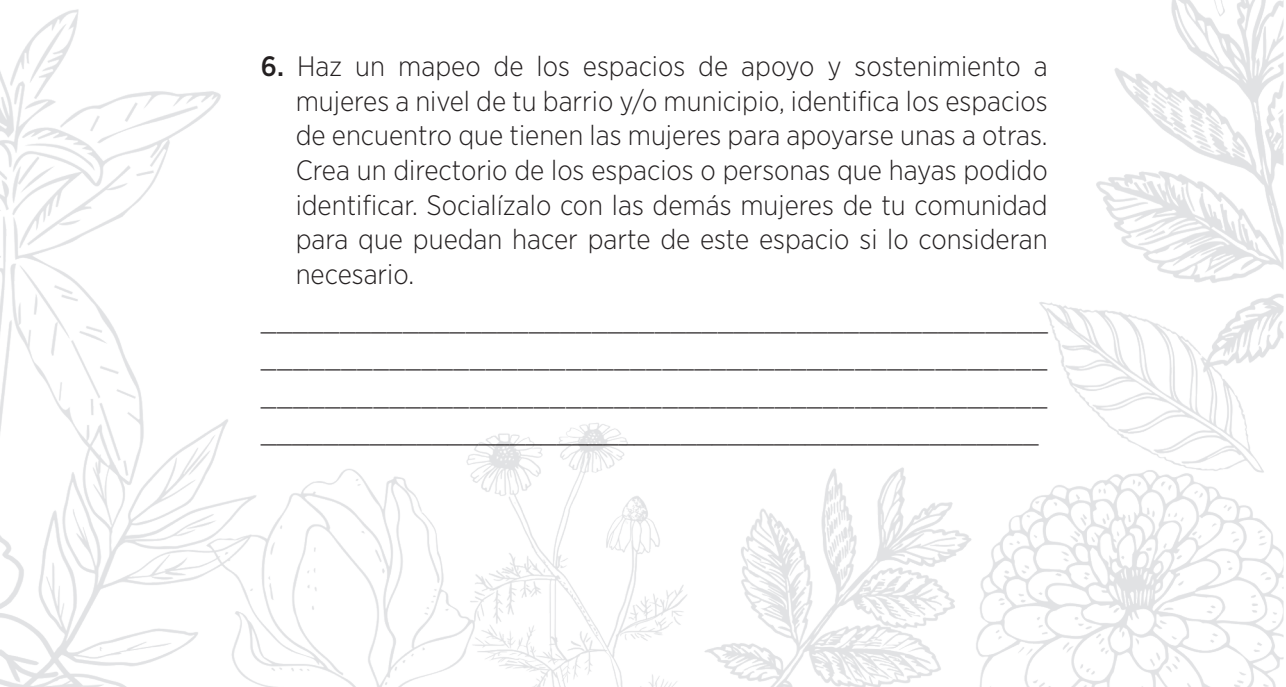 6. Haz un mapeo de los espacios de apoyo y sostenimiento a
mujeres a nivel de tu barrio y/o municipio, identifica los espacios
de encuentro que tienen las mujeres para apoyarse unas a otras.
Crea un directorio de los espacios o personas que hayas podido
identificar. Socialízalo con las demás mujeres de tu comunidad
para que puedan hacer parte de este espacio si lo consideran
necesario.